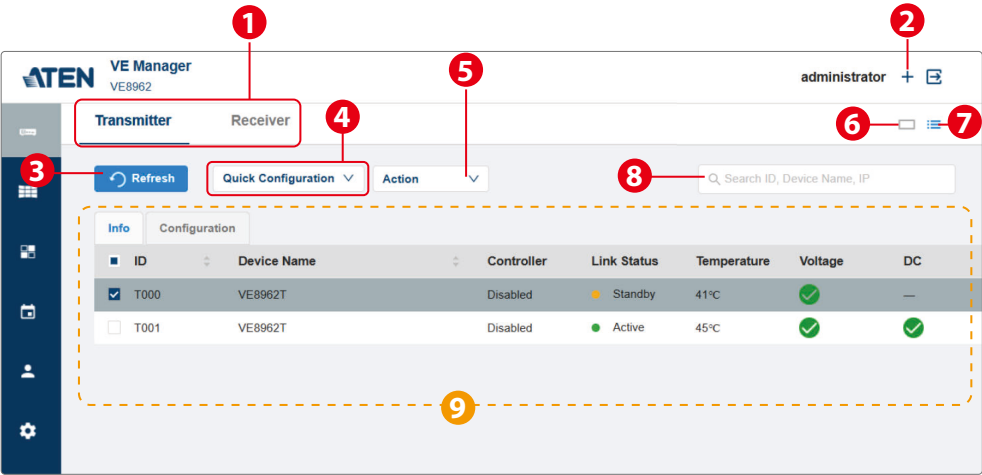 1
2
ATEN VE Manager
VE8962
5
administrator
Transmitter Receiver
4
6
7
3
Refresh
Quick Configuration
Action
8
Search ID, Device Name, IP
Info Configuration
ID Device Name Controller Link Status Temperature Voltage DC
T000 VE8962T Disabled Standby 41°C —
T001 VE8962T Disabled Active 45°C
9